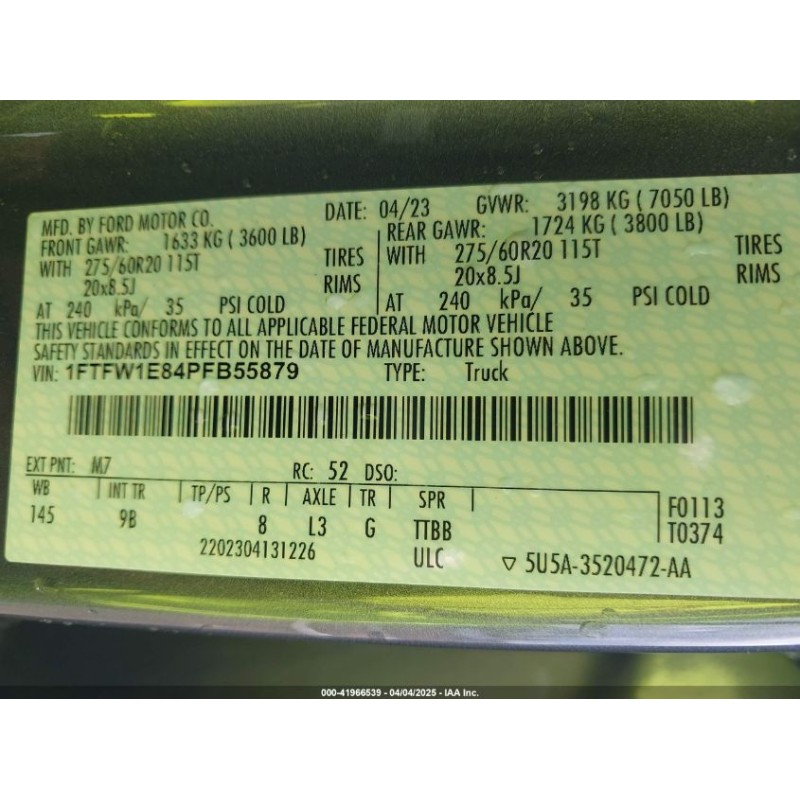 MFD. BY FORD MOTOR CO. DATE: 04/23 GVWR: 3198 KG ( 7050 LB)
FRONT GAWR: 1633 KG ( 3600 LB) REAR GAWR: 1724 KG ( 3800 LB)
WITH 275/60R20 115T TIRES WITH 275/60R20 115T TIRES
20x8.5J RIMS 20x8.5J RIMS
AT 240 kPa/ 35 PSI COLD AT 240 kPa/ 35 PSI COLD
THIS VEHICLE CONFORMS TO ALL APPLICABLE FEDERAL MOTOR VEHICLE
SAFETY STANDARDS IN EFFECT ON THE DATE OF MANUFACTURE SHOWN ABOVE.
VIN: 1FTFW1E84PFB55879 TYPE: Truck
EXT PNT: M7 RC: 52 DSO:
WB INT TR TP/PS R AXLE TR SPR F0113
145 9B 8 L3 G TTBB T0374
2202304131226 ULC ▽ 5U5A-3520472-AA
000-41966539 - 04/04/2025 - IAA Inc.